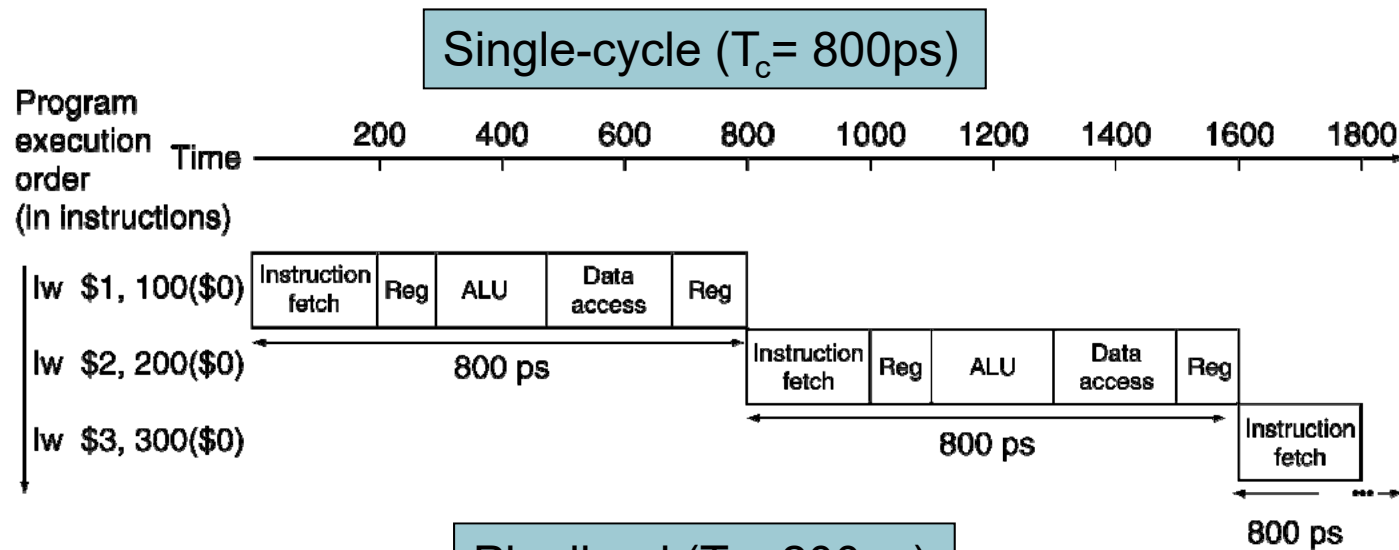 Single-cycle (Tc= 800ps)
Program
execution
order
(in instructions)
Time
200 400 600 800 1000 1200 1400 1600 1800
lw $1, 100($0)
Instruction
fetch
Reg
ALU
Data
access
Reg
800 ps
lw $2, 200($0)
Instruction
fetch
Reg
ALU
Data
access
Reg
800 ps
lw $3, 300($0)
Instruction
fetch
...
800 ps